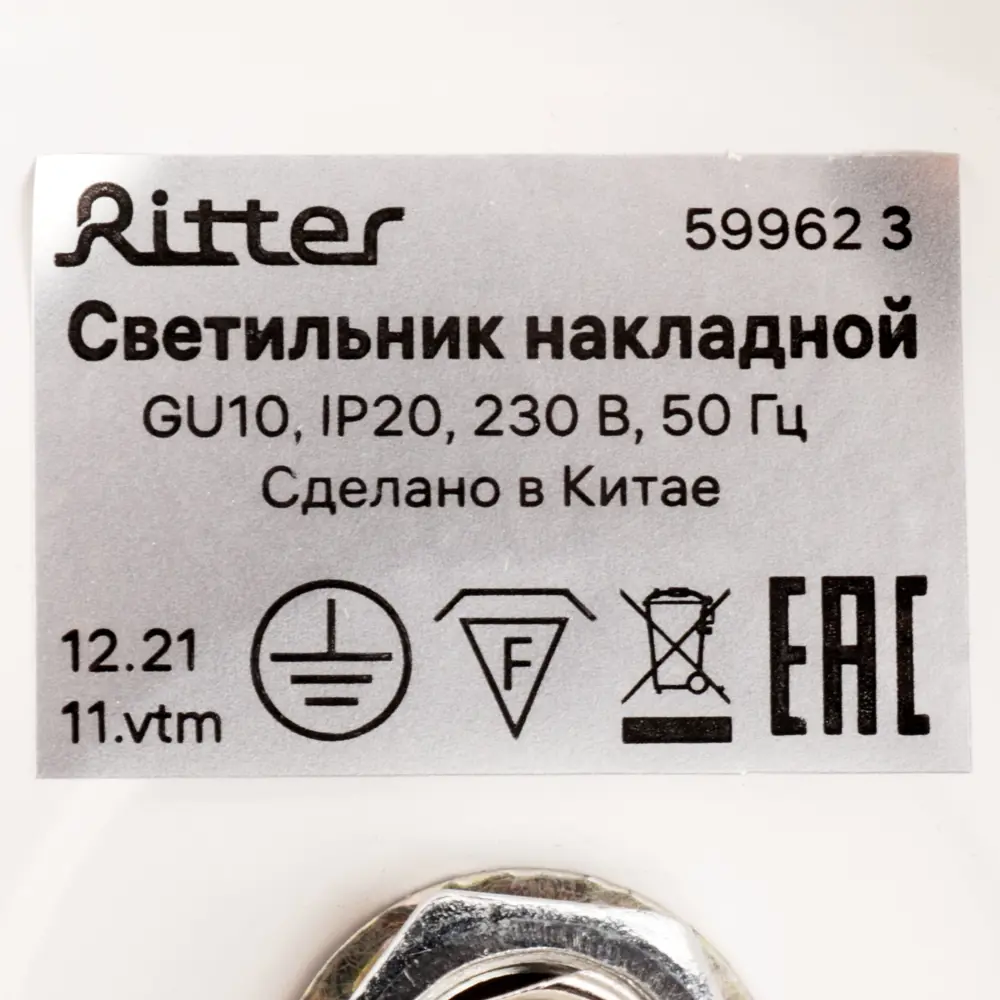 Ritter 59962 3
Светильник накладной
GU10, IP20, 230 В, 50 Гц
Сделано в Китае
12.21
11.vtm
F
EAC